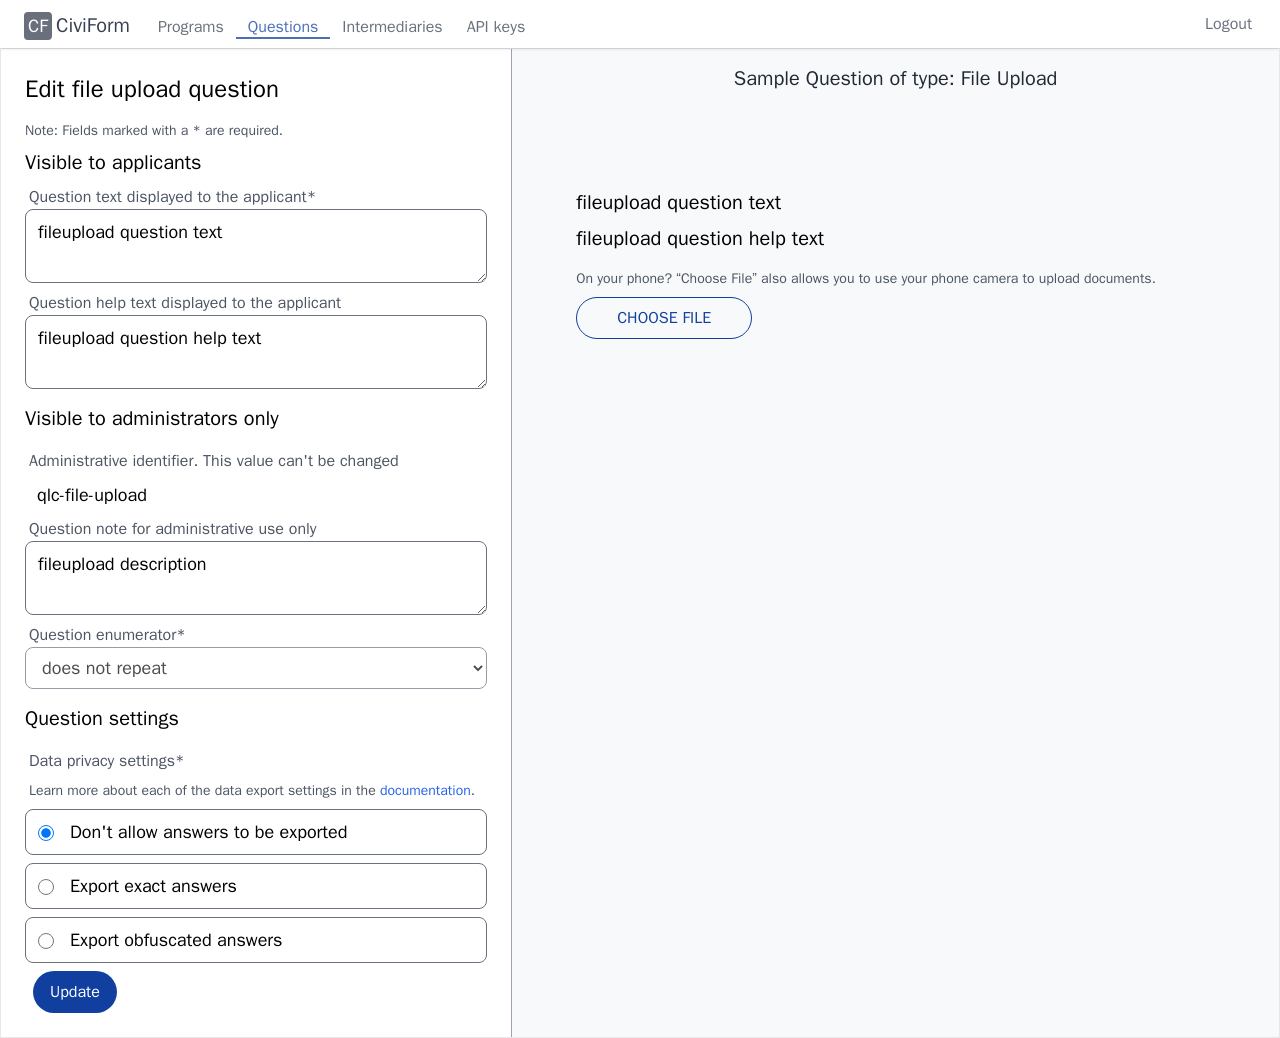 CF CiviForm Programs Questions Intermediaries API keys Logout
Edit file upload question
Note: Fields marked with a * are required.
Visible to applicants
Question text displayed to the applicant*
fileupload question text
Question help text displayed to the applicant
fileupload question help text
Visible to administrators only
Administrative identifier. This value can't be changed
qlc-file-upload
Question note for administrative use only
fileupload description
Question enumerator*
does not repeat
Question settings
Data privacy settings*
Learn more about each of the data export settings in the documentation.
Don't allow answers to be exported
Export exact answers
Export obfuscated answers
Update
Sample Question of type: File Upload
fileupload question text
fileupload question help text
On your phone? “Choose File” also allows you to use your phone camera to upload documents.
CHOOSE FILE